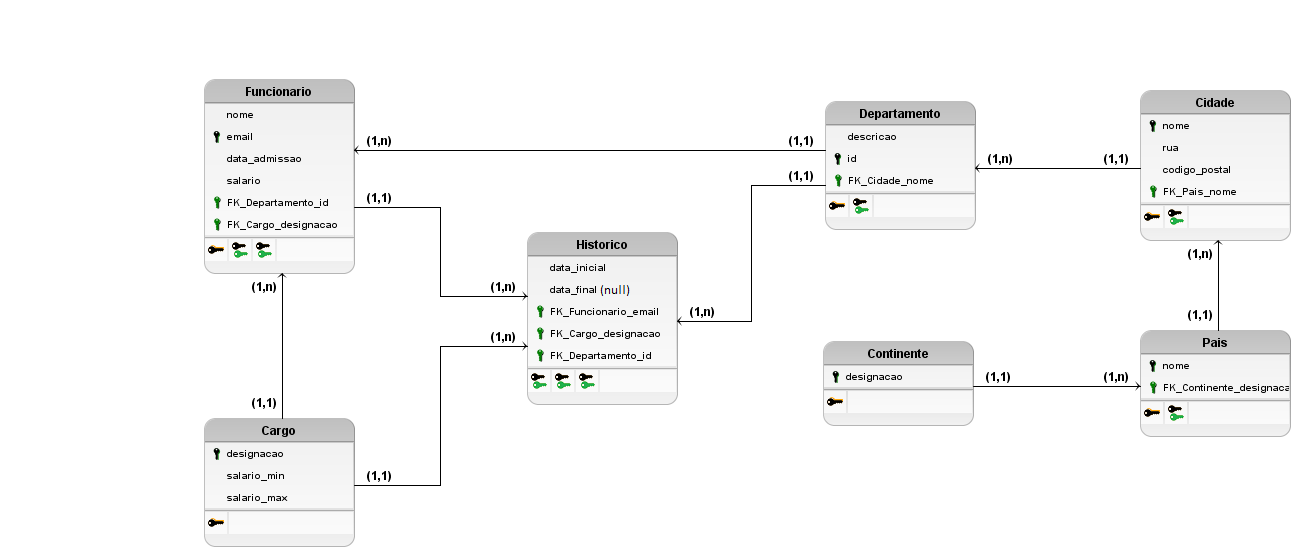 Funcionario
nome
email
data_admissao
salario
FK_Departamento_id
FK_Cargo_designacao
(1,n)
(1,1)
(1,n)
(1,1)
Cargo
designacao
salario_min
salario_max
(1,1)
(1,n)
(1,n)
Historico
data_inicial
data_final (null)
FK_Funcionario_email
FK_Cargo_designacao
FK_Departamento_id
(1,n)
(1,1)
(1,1)
Departamento
descricao
id
FK_Cidade_nome
(1,n)
(1,1)
Cidade
nome
rua
codigo_postal
FK_Pais_nome
(1,n)
(1,1)
Continente
designacao
(1,1)
(1,n)
Pais
nome
FK_Continente_designaca